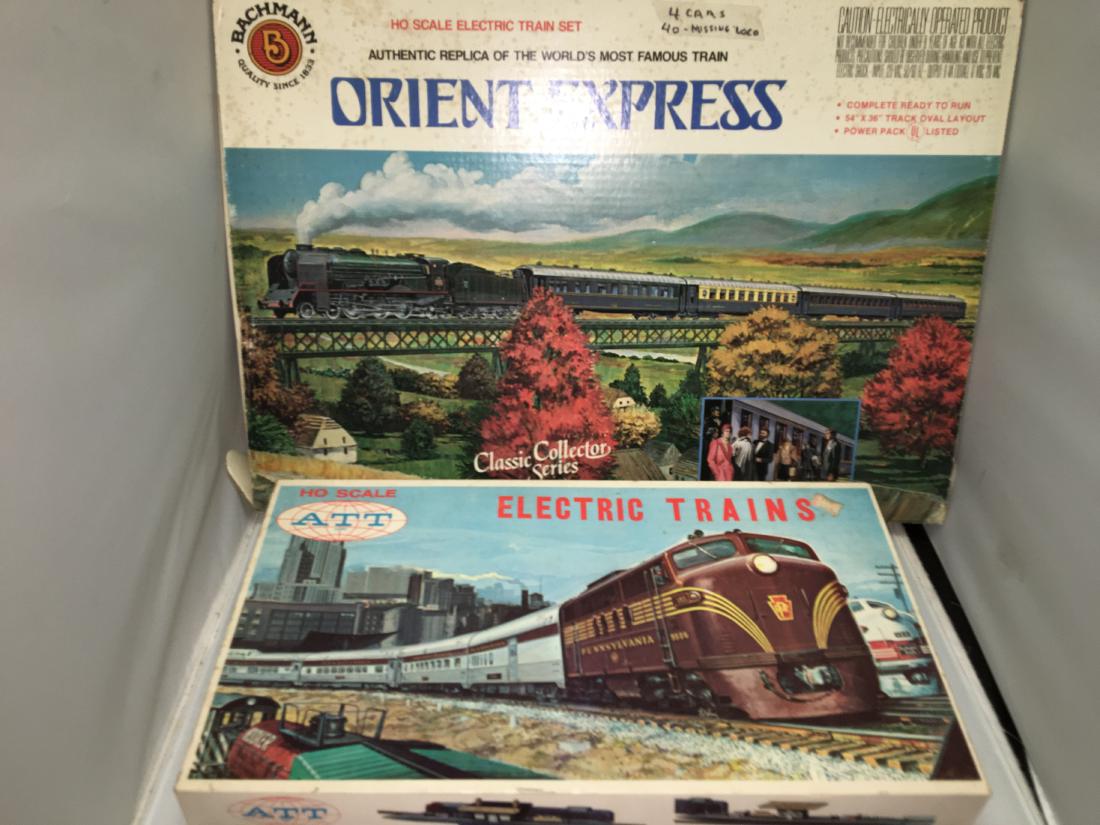 BACHMANN
QUALITY SINCE 1833
HO SCALE ELECTRIC TRAIN SET
4 CARS
40 - MISSING LOCO
AUTHENTIC REPLICA OF THE WORLD'S MOST FAMOUS TRAIN
ORIENT EXPRESS
CAUTION-ELECTRICALLY OPERATED PRODUCT
• COMPLETE READY TO RUN
• 54" X 36" TRACK OVAL LAYOUT
• POWER PACK UL LISTED
Classic Collector
Series
HO SCALE
ATT
ELECTRIC TRAINS
PENNSYLVANIA
ATT